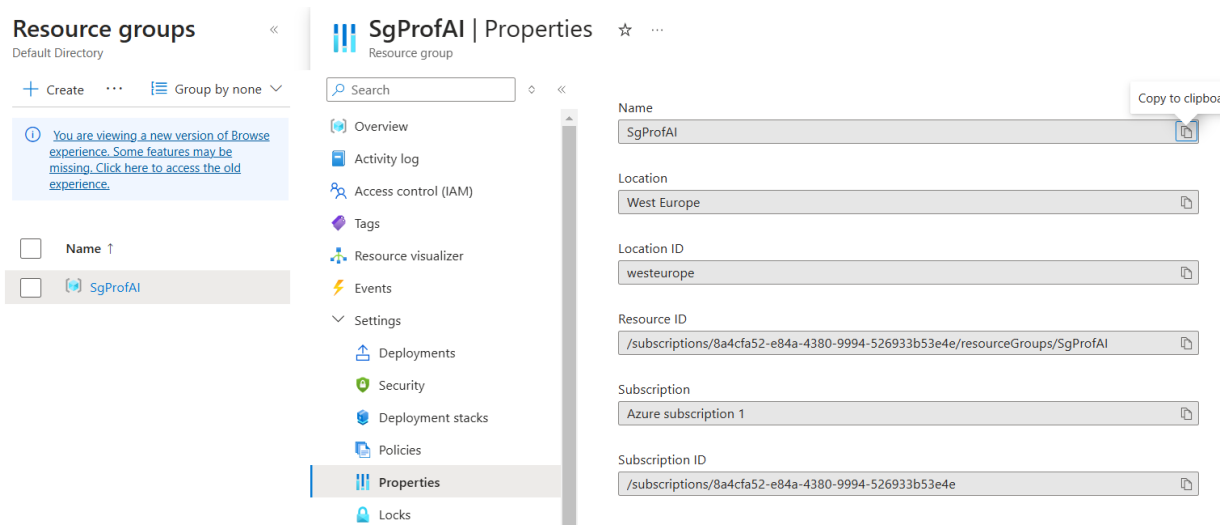 Resource groups
«
Default Directory
Create
···
Group by none
You are viewing a new version of Browse
experience. Some features may be
missing. Click here to access the old
experience.
Name ↑
SgProfAI
SgProfAI | Properties
···
Resource group
Search
«
Overview
Activity log
Access control (IAM)
Tags
Resource visualizer
Events
Settings
Deployments
Security
Deployment stacks
Policies
Properties
Locks
Copy to clipboa
Name
SgProfAI
Location
West Europe
Location ID
westeurope
Resource ID
/subscriptions/8a4cfa52-e84a-4380-9994-526933b53e4e/resourceGroups/SgProfAI
Subscription
Azure subscription 1
Subscription ID
/subscriptions/8a4cfa52-e84a-4380-9994-526933b53e4e